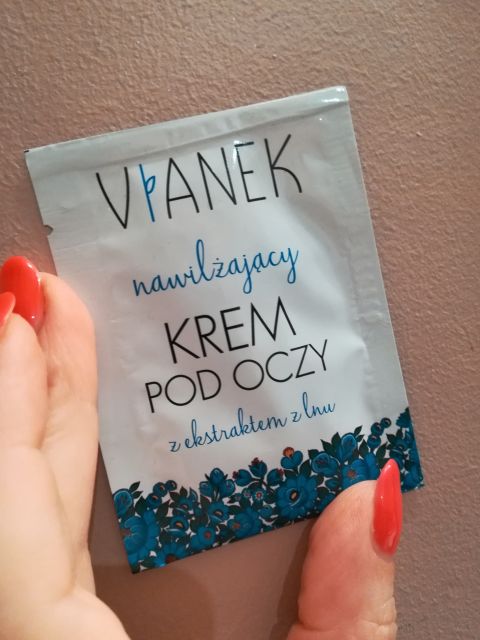 VIANEK
nawilżający
KREM
POD OCZY
z ekstraktem z lnu